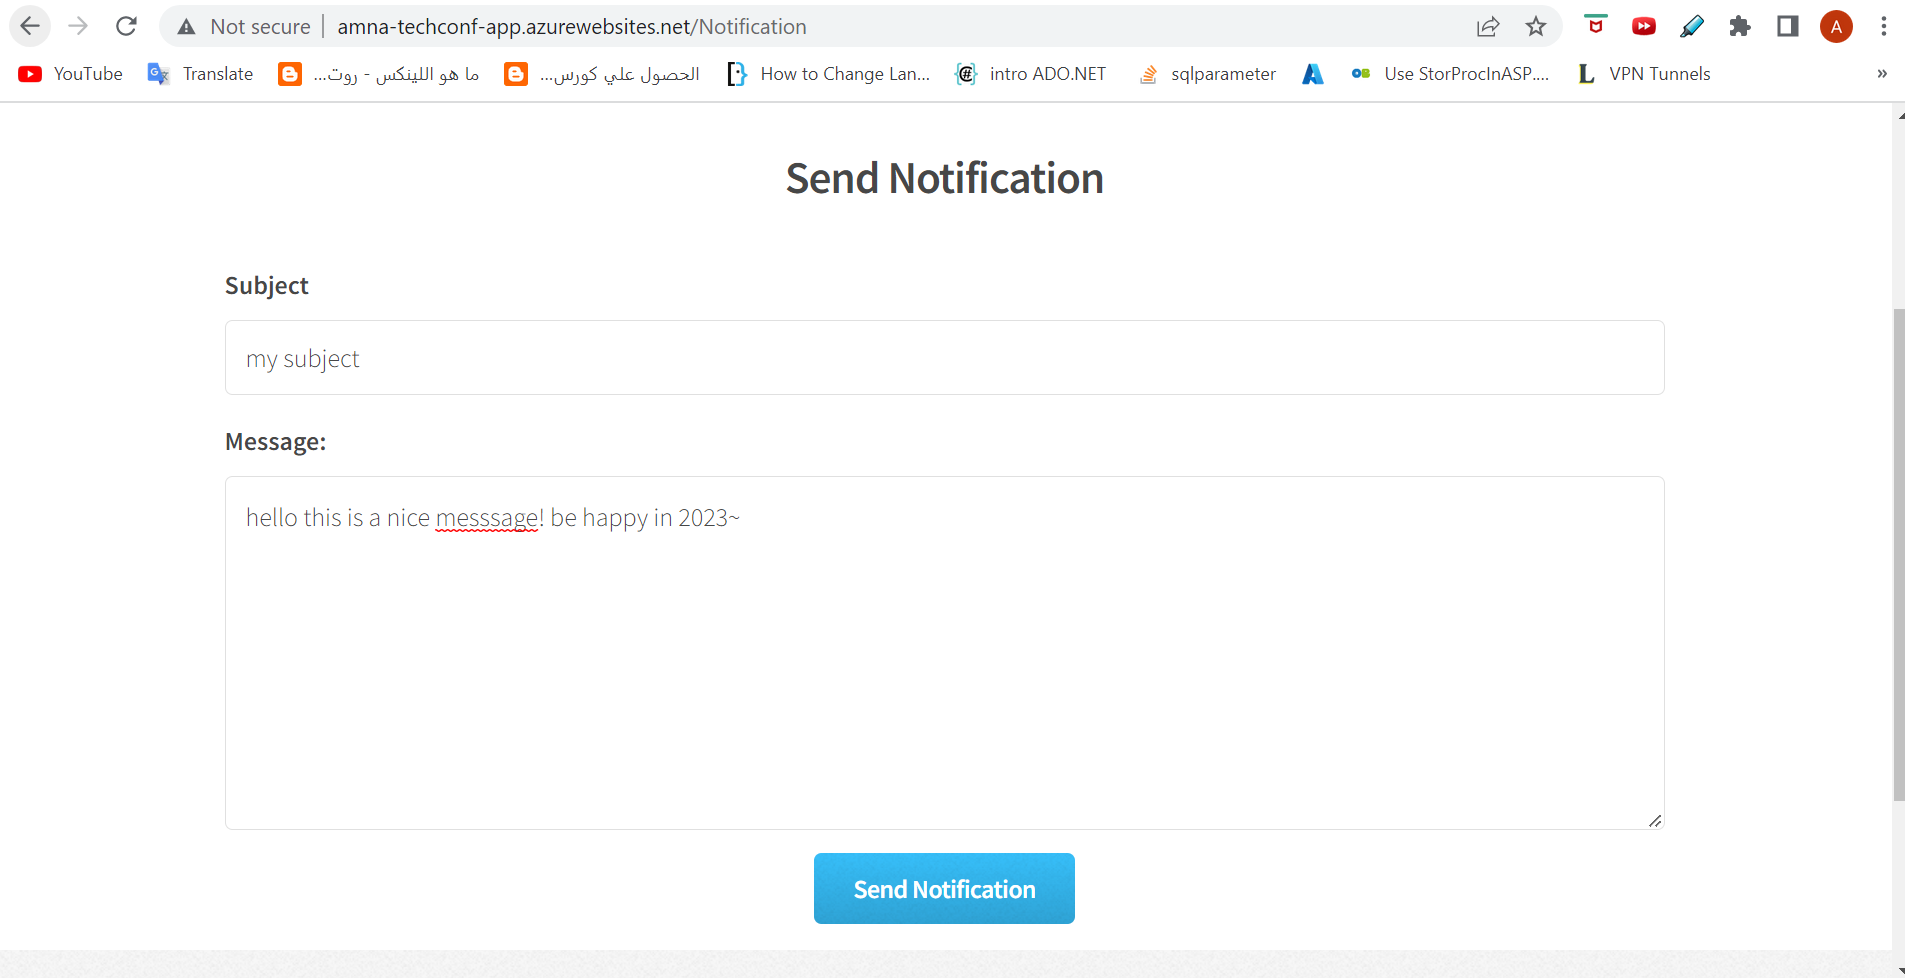 Not secure amna-techconf-app.azurewebsites.net/Notification A
YouTube Translate ما هو اللينكس - روت... الحصول علي كورس... How to Change Lan... intro ADO.NET sqlparameter Use StorProcInASP.... VPN Tunnels »
Send Notification
Subject
my subject
Message:
hello this is a nice messsage! be happy in 2023~
Send Notification